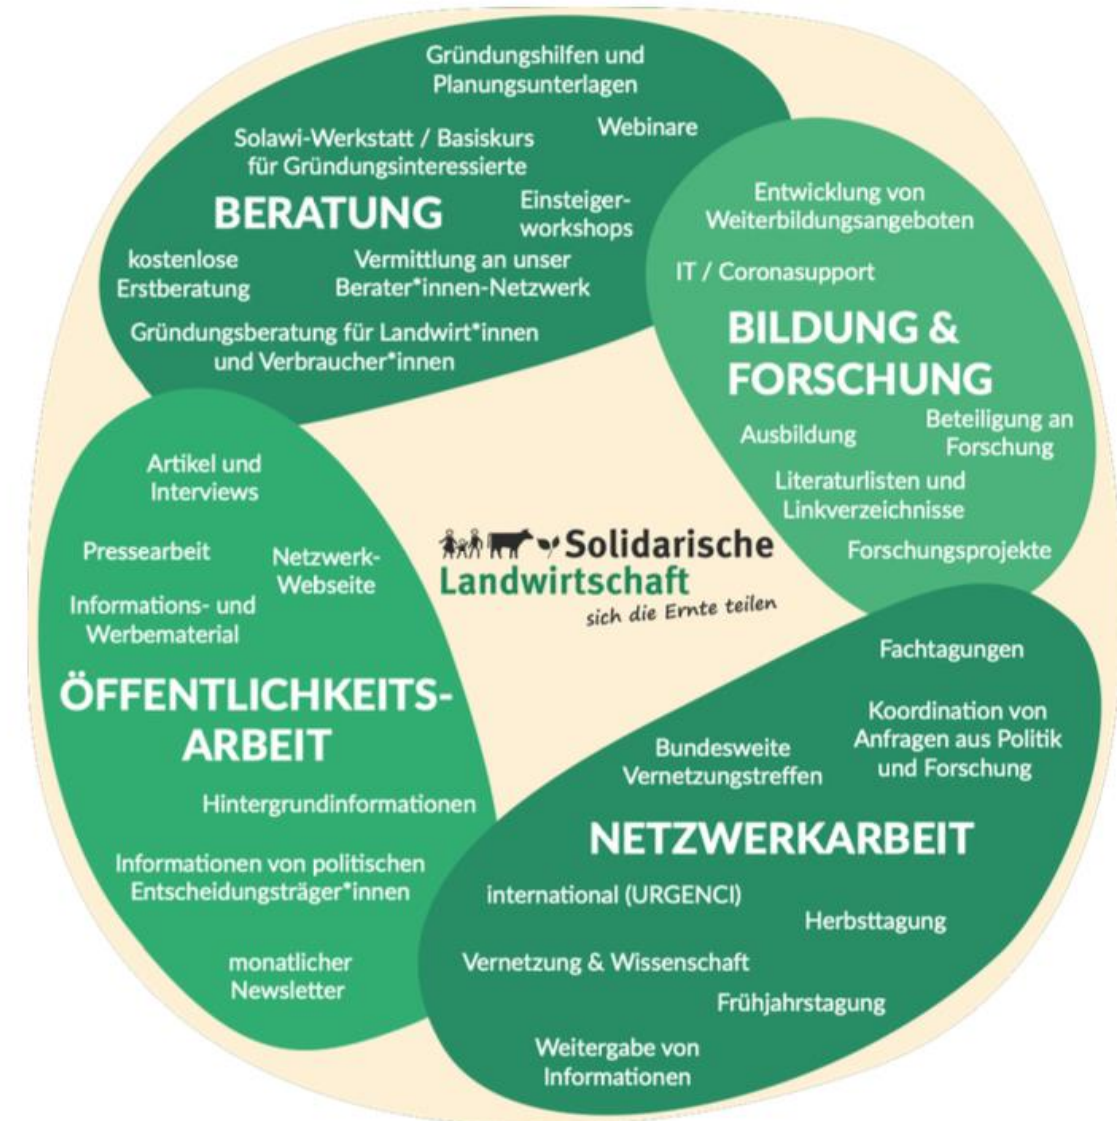 Gründungshilfen und
Planungsunterlagen
Webinare
Solawi-Werkstatt / Basiskurs
für Gründungsinteressierte
BERATUNG
Einsteiger-
workshops
kostenlose
Erstberatung
Vermittlung an unser
Berater*innen-Netzwerk
Gründungsberatung für Landwirt*innen
und Verbraucher*innen
Entwicklung von
Weiterbildungsangeboten
IT / Coronasupport
BILDUNG &
FORSCHUNG
Ausbildung
Beteiligung an
Forschung
Literaturlisten und
Linkverzeichnisse
Forschungsprojekte
Artikel und
Interviews
Pressearbeit
Netzwerk-
Webseite
Informations- und
Werbematerial
ÖFFENTLICHKEITS-
ARBEIT
Hintergrundinformationen
Informationen von politischen
Entscheidungsträger*innen
monatlicher
Newsletter
Solidarische
Landwirtschaft
sich die Ernte teilen
Fachtagungen
Koordination von
Anfragen aus Politik
und Forschung
Bundesweite
Vernetzungstreffen
NETZWERKARBEIT
international (URGENCI)
Herbsttagung
Vernetzung & Wissenschaft
Frühjahrstagung
Weitergabe von
Informationen